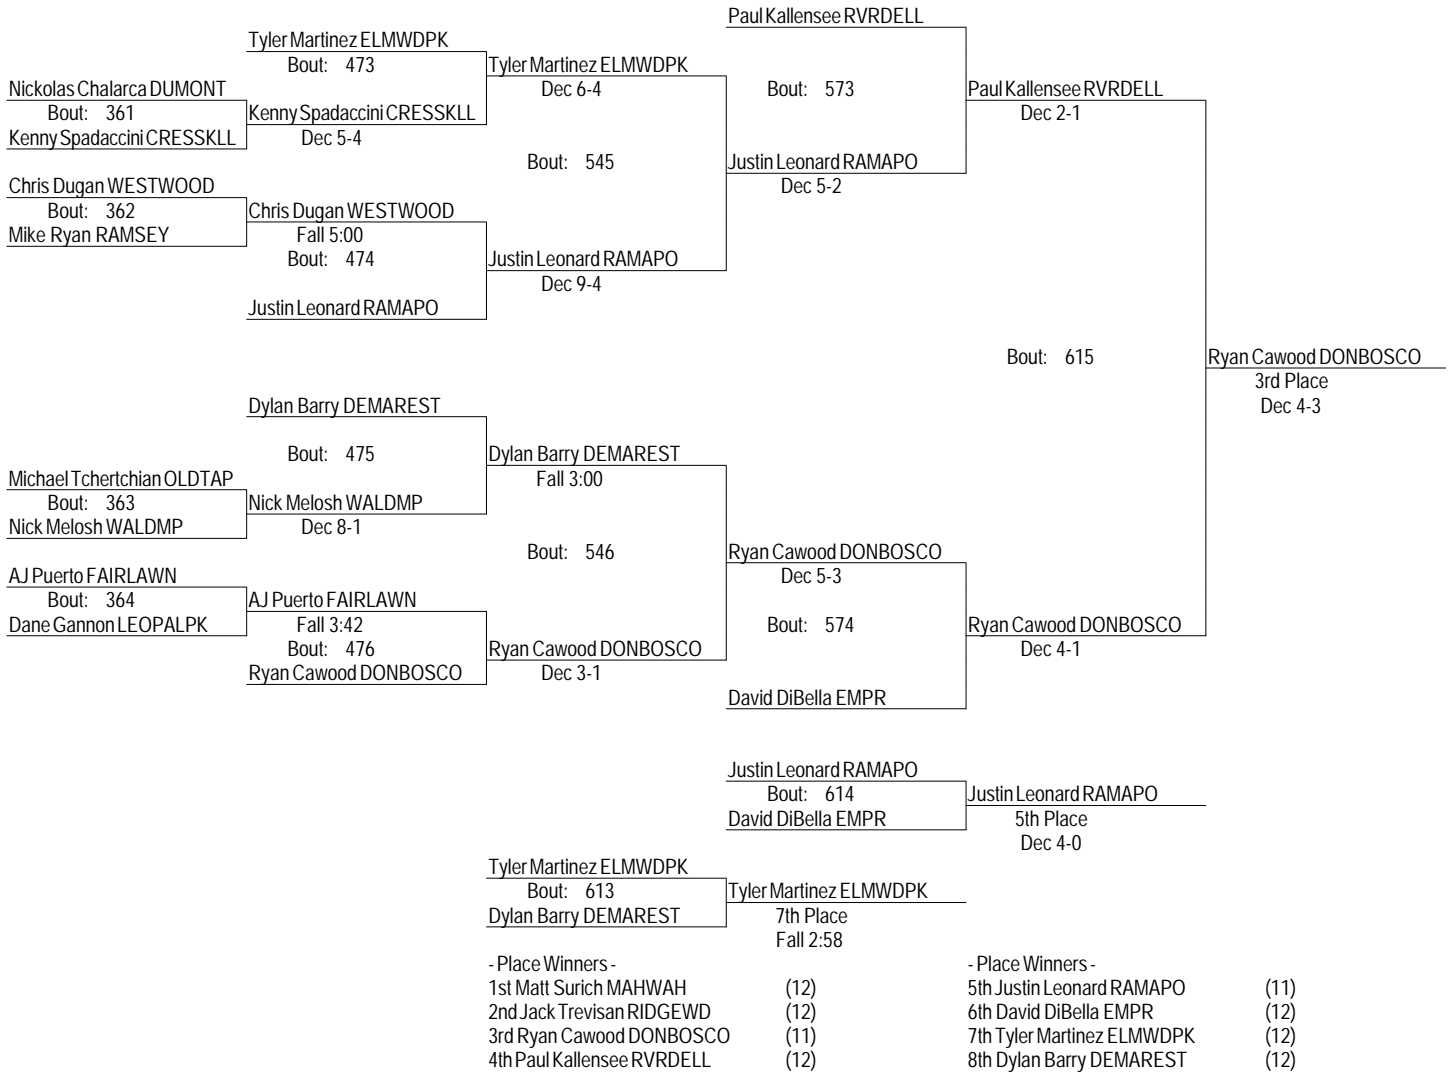 Paul Kallensee RVRDELL
Tyler Martinez ELMWDPK
Bout: 473
Tyler Martinez ELMWDPK
Nickolas Chalarca DUMONT
Dec 6-4
Bout: 573
Paul Kallensee RVRDELL
Bout: 361
Kenny Spadaccini CRESSKLL
Dec 2-1
Kenny Spadaccini CRESSKLL
Dec 5-4
Bout: 545
Justin Leonard RAMAPO
Chris Dugan WESTWOOD
Dec 5-2
Bout: 362
Chris Dugan WESTWOOD
Mike Ryan RAMSEY
Fall 5:00
Bout: 474
Justin Leonard RAMAPO
Dec 9-4
Justin Leonard RAMAPO
Bout: 615
Ryan Cawood DONBOSCO
3rd Place
Dylan Barry DEMAREST
Dec 4-3
Bout: 475
Dylan Barry DEMAREST
Michael Tchertchian OLDTAP
Fall 3:00
Bout: 363
Nick Melosh WALDMP
Nick Melosh WALDMP
Dec 8-1
Bout: 546
Ryan Cawood DONBOSCO
AJ Puerto FAIRLAWN
Dec 5-3
Bout: 364
AJ Puerto FAIRLAWN
Dane Gannon LEOPALPK
Fall 3:42
Bout: 574
Ryan Cawood DONBOSCO
Bout: 476
Ryan Cawood DONBOSCO
Dec 4-1
Ryan Cawood DONBOSCO
Dec 3-1
David DiBella EMPR
Justin Leonard RAMAPO
Bout: 614
Justin Leonard RAMAPO
David DiBella EMPR
5th Place
Dec 4-0
Tyler Martinez ELMWDPK
Bout: 613
Tyler Martinez ELMWDPK
Dylan Barry DEMAREST
7th Place
Fall 2:58
- Place Winners -
1st Matt Surich MAHWAH (12)
2nd Jack Trevisan RIDGEWD (12)
3rd Ryan Cawood DONBOSCO (11)
4th Paul Kallensee RVRDELL (12)
- Place Winners -
5th Justin Leonard RAMAPO (11)
6th David DiBella EMPR (12)
7th Tyler Martinez ELMWDPK (12)
8th Dylan Barry DEMAREST (12)